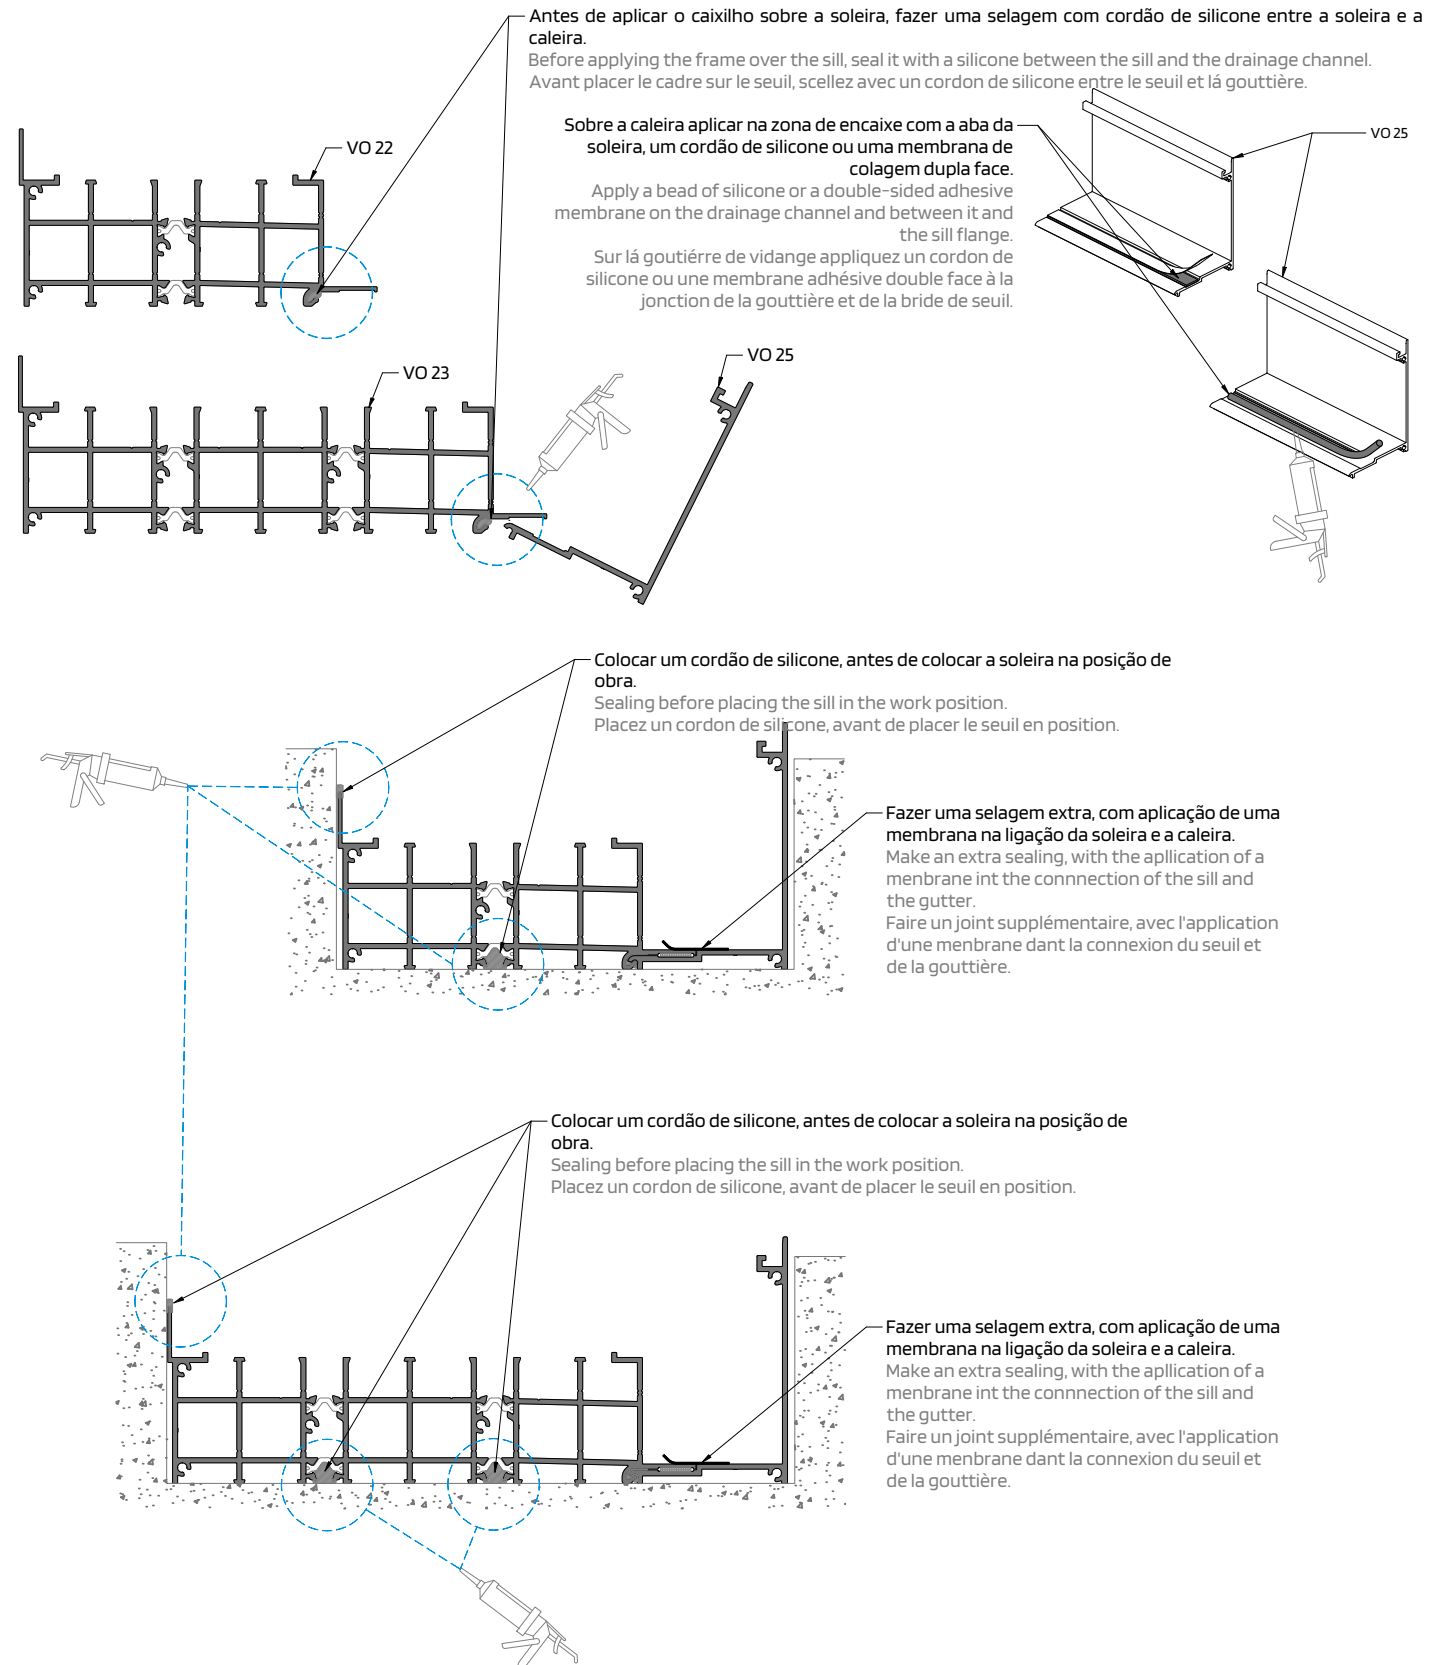 Antes de aplicar o caixilho sobre a soleira, fazer uma selagem com cordão de silicone entre a soleira e a
caleira.
Before applying the frame over the sill, seal it with a silicone between the sill and the drainage channel.
Avant placer le cadre sur le seuil, scellez avec un cordon de silicone entre le seuil et lá gouttière.
Sobre a caleira aplicar na zona de encaixe com a aba da
soleira, um cordão de silicone ou uma membrana de
colagem dupla face.
Apply a bead of silicone or a double-sided adhesive
membrane on the drainage channel and between it and
the sill flange.
Sur lá goutiérre de vidange appliquez un cordon de
silicone ou une membrane adhésive double face à la
jonction de la gouttière et de la bride de seuil.
VO 25
VO 22
VO 23
VO 25
Colocar um cordão de silicone, antes de colocar a soleira na posição de
obra.
Sealing before placing the sill in the work position.
Placez un cordon de silicone, avant de placer le seuil en position.
Fazer uma selagem extra, com aplicação de uma
membrana na ligação da soleira e a caleira.
Make an extra sealing, with the apllication of a
menbrane int the connnection of the sill and
the gutter.
Faire un joint supplémentaire, avec l'application
d'une menbrane dant la connexion du seuil et
de la gouttière.
Colocar um cordão de silicone, antes de colocar a soleira na posição de
obra.
Sealing before placing the sill in the work position.
Placez un cordon de silicone, avant de placer le seuil en position.
Fazer uma selagem extra, com aplicação de uma
membrana na ligação da soleira e a caleira.
Make an extra sealing, with the apllication of a
menbrane int the connnection of the sill and
the gutter.
Faire un joint supplémentaire, avec l'application
d'une menbrane dant la connexion du seuil et
de la gouttière.